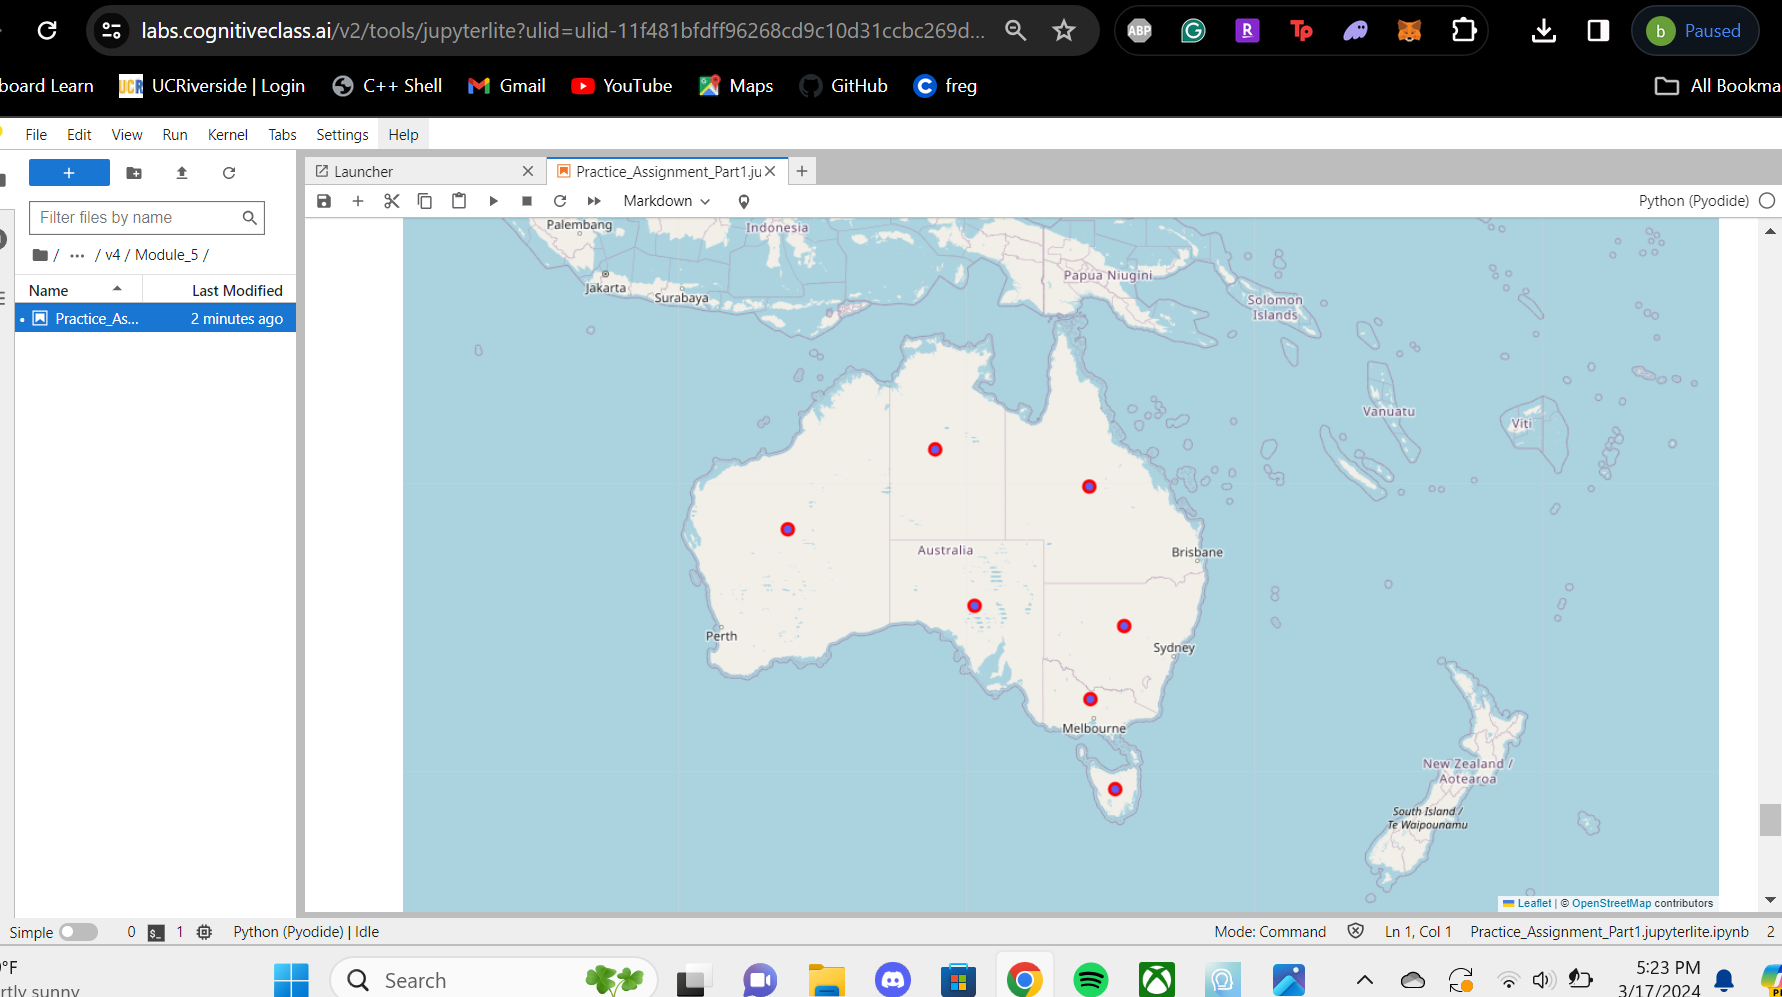 labs.cognitiveclass.ai/v2/tools/jupyterlite?ulid=ulid-11f481bfdff96268cd9c10d31ccbc269d...
ABP
R
Tp
b Paused
board Learn
UCR UCRiverside | Login
C++ Shell
Gmail
YouTube
Maps
GitHub
freg
All Bookma
File Edit View Run Kernel Tabs Settings Help
Launcher
Practice_Assignment_Part1.ju
Filter files by name
Markdown
Python (Pyodide)
/ ... / v4 / Module_5 /
Name
Last Modified
Practice_As...
2 minutes ago
Palembang
Indonesia
Jakarta
Surabaya
Papua Niugini
Solomon
Islands
Vanuatu
Viti
Australia
Brisbane
Perth
Sydney
Melbourne
New Zealand /
Aotearoa
South Island /
Te Waipounamu
Leaflet | © OpenStreetMap contributors
Simple
0
$_
1
Python (Pyodide) | Idle
Mode: Command
Ln 1, Col 1
Practice_Assignment_Part1.jupyterlite.ipynb
2
°F
rtly sunny
Search
5:23 PM
3/17/2024